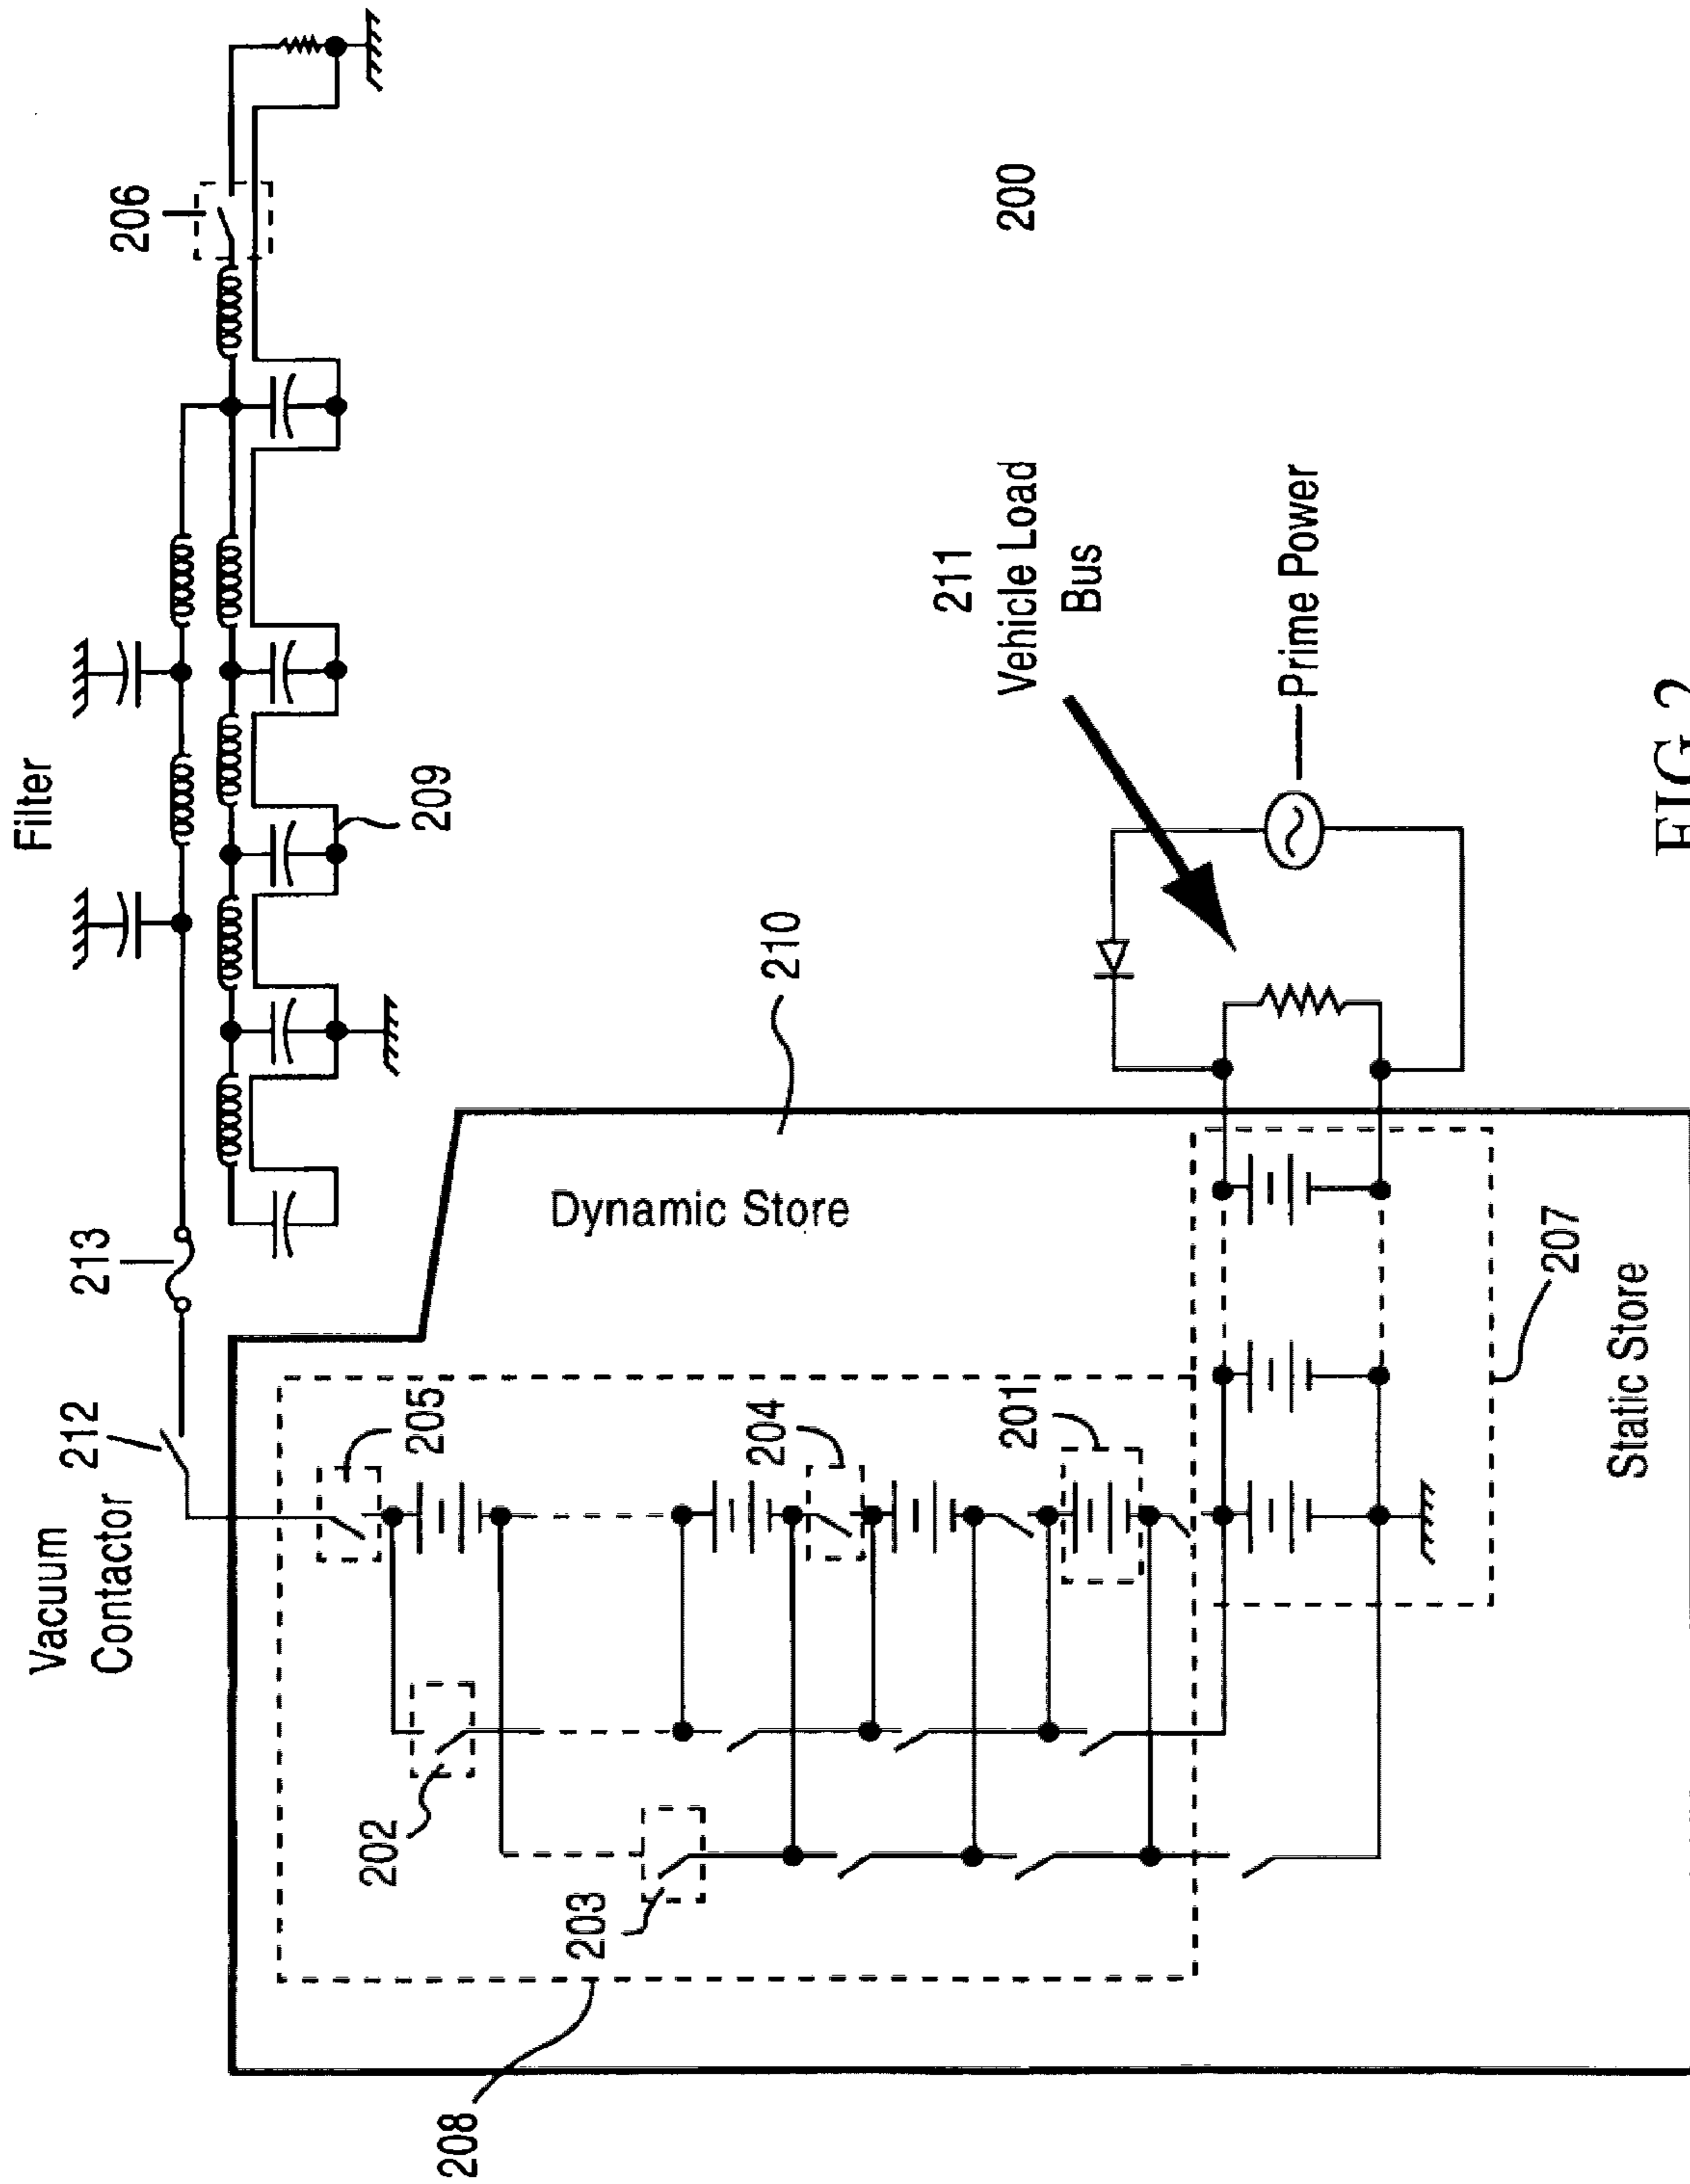 Vacuum
Contactor
212
213
Filter
206
205
202
209
208
203
204
201
Dynamic Store
210
211
Vehicle Load
Bus
200
Prime Power
207
Static Store
FIG 2